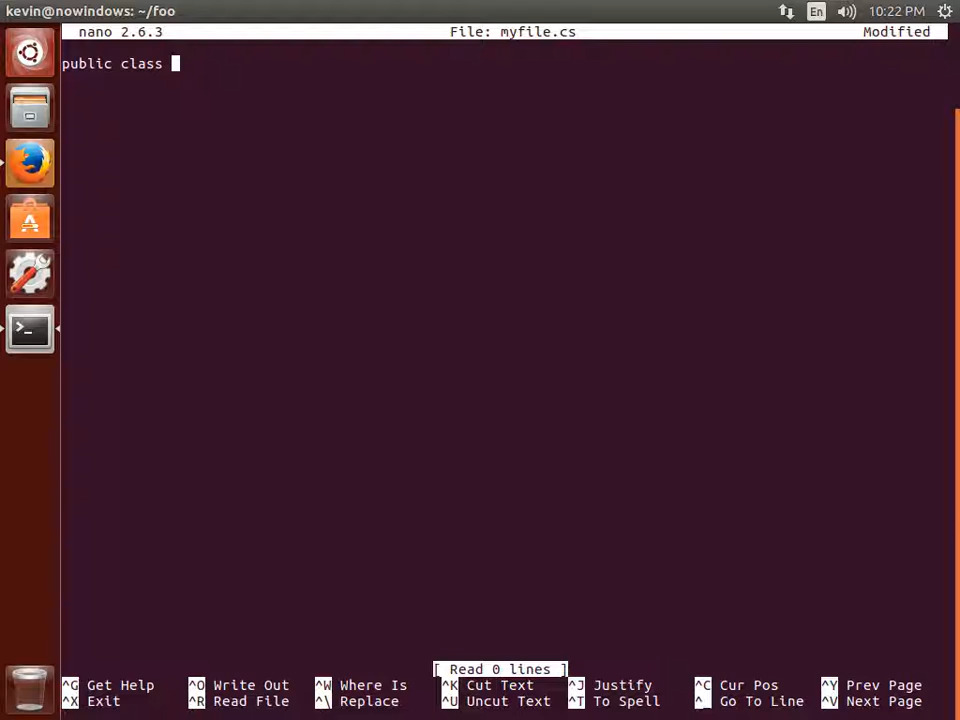 kevin@nowindows: ~/foo En 10:22 PM
nano 2.6.3 File: myfile.cs Modified
public class
[ Read 0 lines ]
^G Get Help ^O Write Out ^W Where Is ^K Cut Text ^J Justify ^C Cur Pos ^Y Prev Page
^X Exit ^R Read File ^\ Replace ^U Uncut Text ^T To Spell ^_ Go To Line ^V Next Page